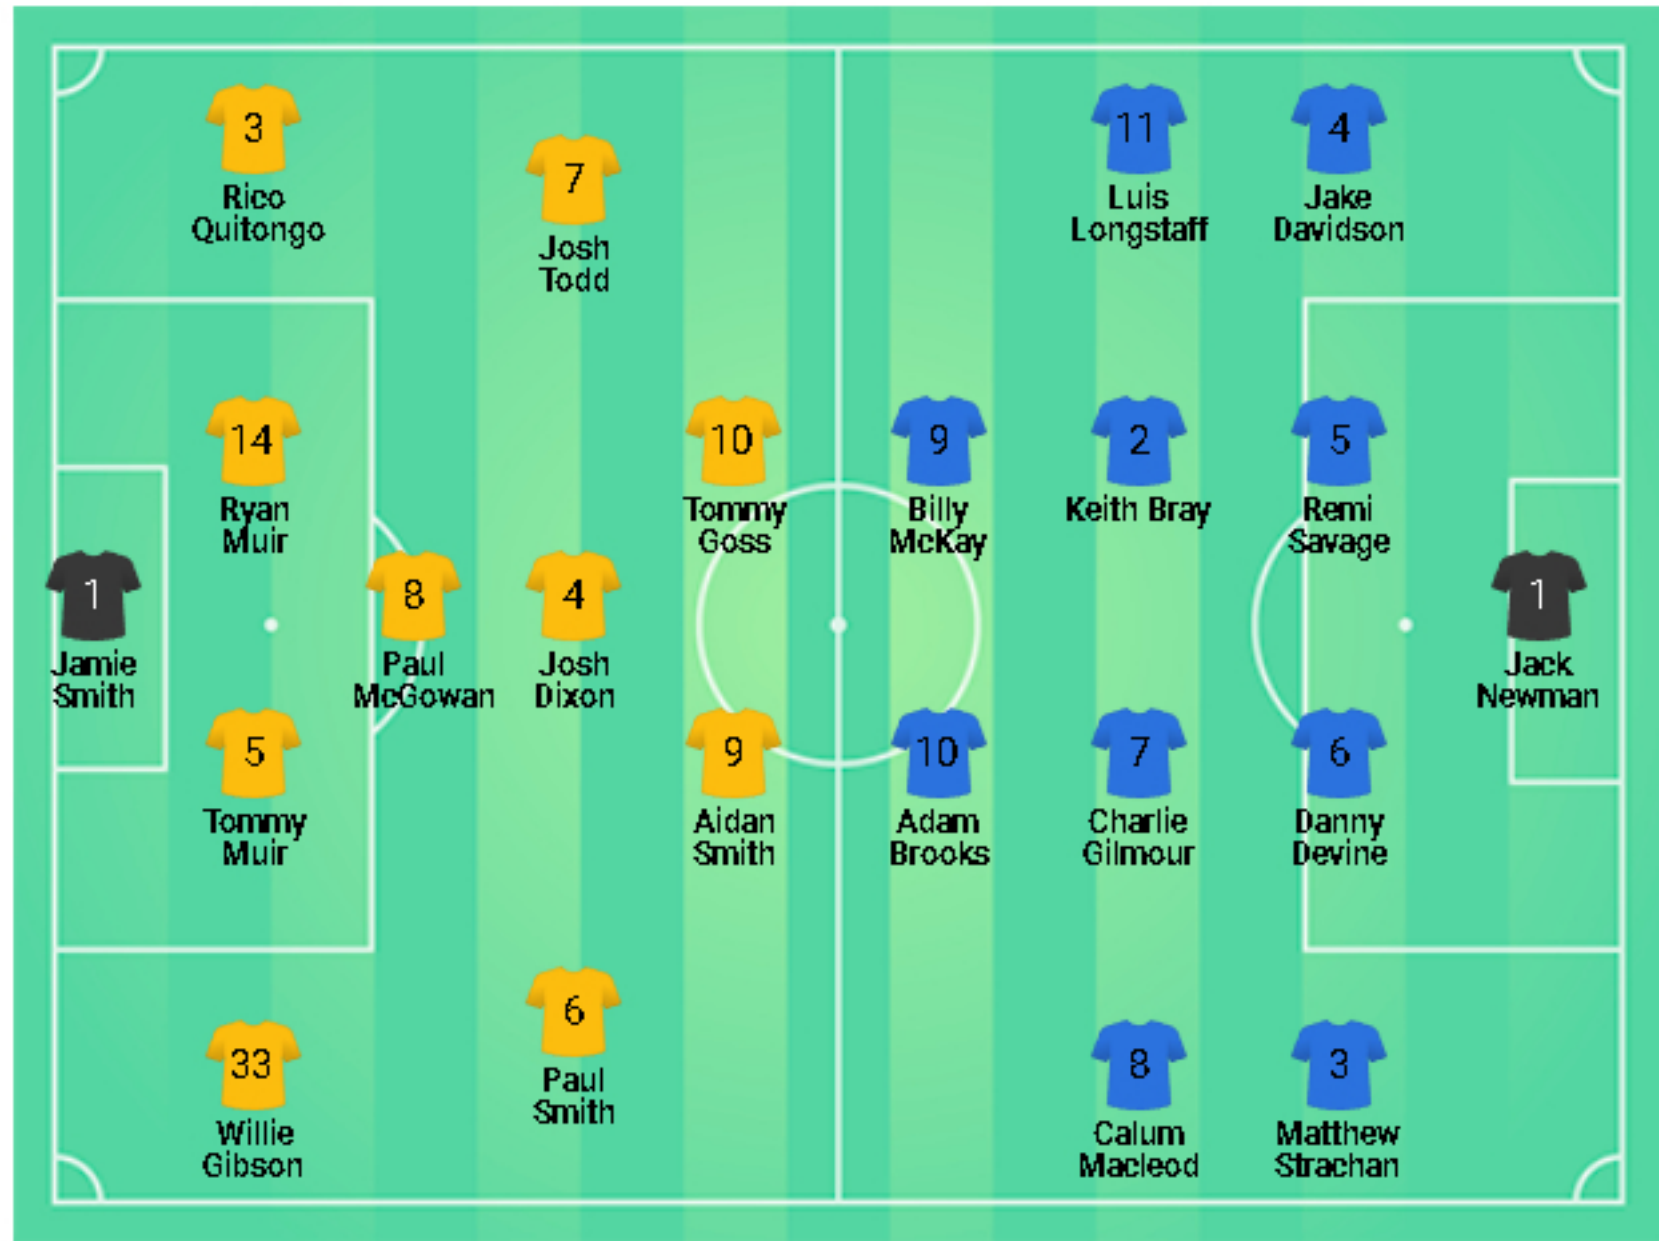 3
Rico
Quitongo
7
Josh
Todd
14
Ryan
Muir
1
Jamie
Smith
8
Paul
McGowan
4
Josh
Dixon
10
Tommy
Goss
5
Tommy
Muir
9
Aidan
Smith
33
Willie
Gibson
6
Paul
Smith
11
Luis
Longstaff
4
Jake
Davidson
9
Billy
McKay
2
Keith Bray
5
Remi
Savage
1
Jack
Newman
10
Adam
Brooks
7
Charlie
Gilmour
6
Danny
Devine
8
Calum
Macleod
3
Matthew
Strachan